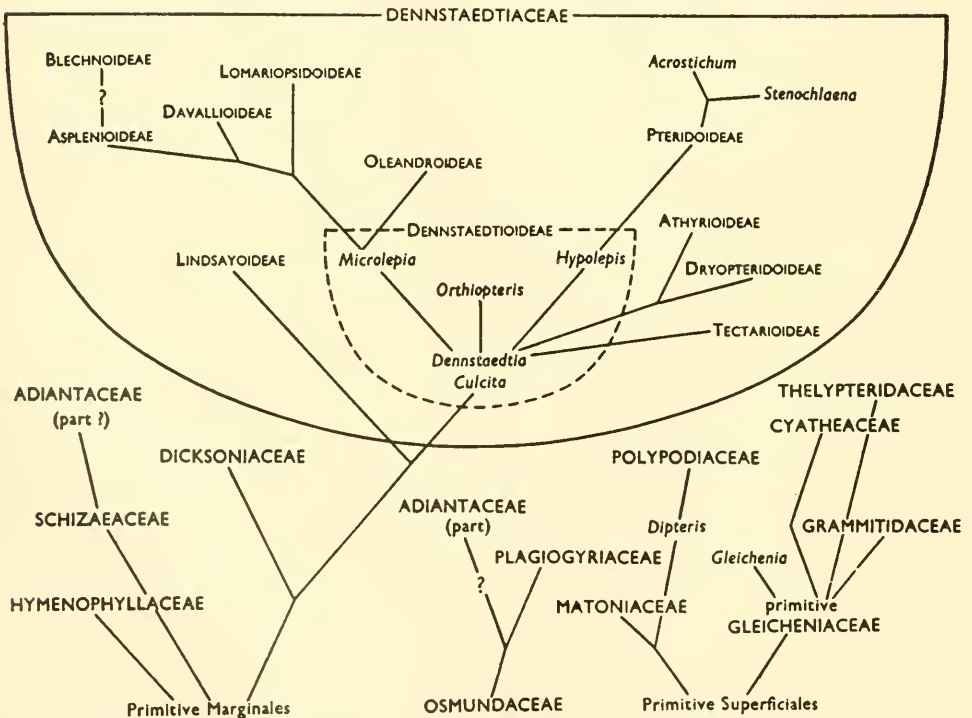 DENNSTAEDTIACEAE
BLECHNOIDEAE
?
ASPLENIOIDEAE
DAVALLIOIDEAE
LOMARIOPSIDOIDEAE
OLEANDROIDEAE
Acrostichum
Stenochlaena
PTERIDOIDEAE
DENNSTAEDTIOIDEAE
ATHYRIOIDEAE
LINDSAYOIDEAE
Microlepia
Hypolepis
DRYOPTERIDOIDEAE
Orthiopteris
TECTARIOIDEAE
Dennstaedtia
Culcita
ADIANTACEAE
(part ?)
THELYPTERIDACEAE
CYATHEACEAE
DICKSONIACEAE
POLYPODIACEAE
SCHIZAEACEAE
ADIANTACEAE
(part)
Dipteris
GRAMMITIDACEAE
PLAGIOGYRIACEAE
Gleichenia
?
HYMENOPHYLLACEAE
MATONIACEAE
primitive
GLEICHENIACEAE
Primitive Marginales
OSMUNDACEAE
Primitive Superficiales